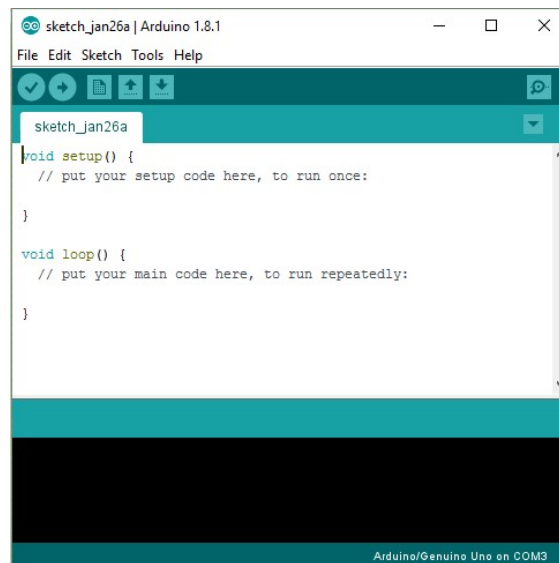 sketch_jan26a | Arduino 1.8.1
File Edit Sketch Tools Help
sketch_jan26a
void setup() {
  // put your setup code here, to run once:
}
void loop() {
  // put your main code here, to run repeatedly:
}
Arduino/Genuino Uno on COM3